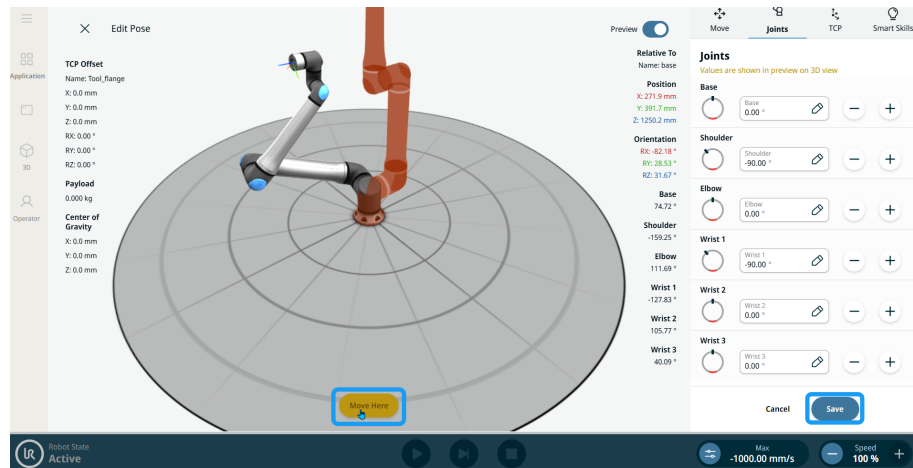 Edit Pose
Preview
Application
3D
Operator
TCP Offset
Name: Tool_flange
X: 0.0 mm
Y: 0.0 mm
Z: 0.0 mm
RX: 0.00 °
RY: 0.00 °
RZ: 0.00 °
Payload
0.000 kg
Center of
Gravity
X: 0.0 mm
Y: 0.0 mm
Z: 0.0 mm
Relative To
Name: base
Position
X: 271.9 mm
Y: 391.7 mm
Z: 1250.2 mm
Orientation
RX: -82.18 °
RY: 28.53 °
RZ: 31.67 °
Base
74.72 °
Shoulder
-159.25 °
Elbow
111.69 °
Wrist 1
-127.83 °
Wrist 2
105.77 °
Wrist 3
40.09 °
Move Here
Move
Joints
TCP
Smart Skills
Joints
Values are shown in preview on 3D view
Base
Base
0.00 °
Shoulder
Shoulder
-90.00 °
Elbow
Elbow
0.00 °
Wrist 1
Wrist 1
-90.00 °
Wrist 2
Wrist 2
0.00 °
Wrist 3
Wrist 3
0.00 °
Cancel
Save
UR
Robot State
Active
Max
-1000.00 mm/s
Speed
100 %